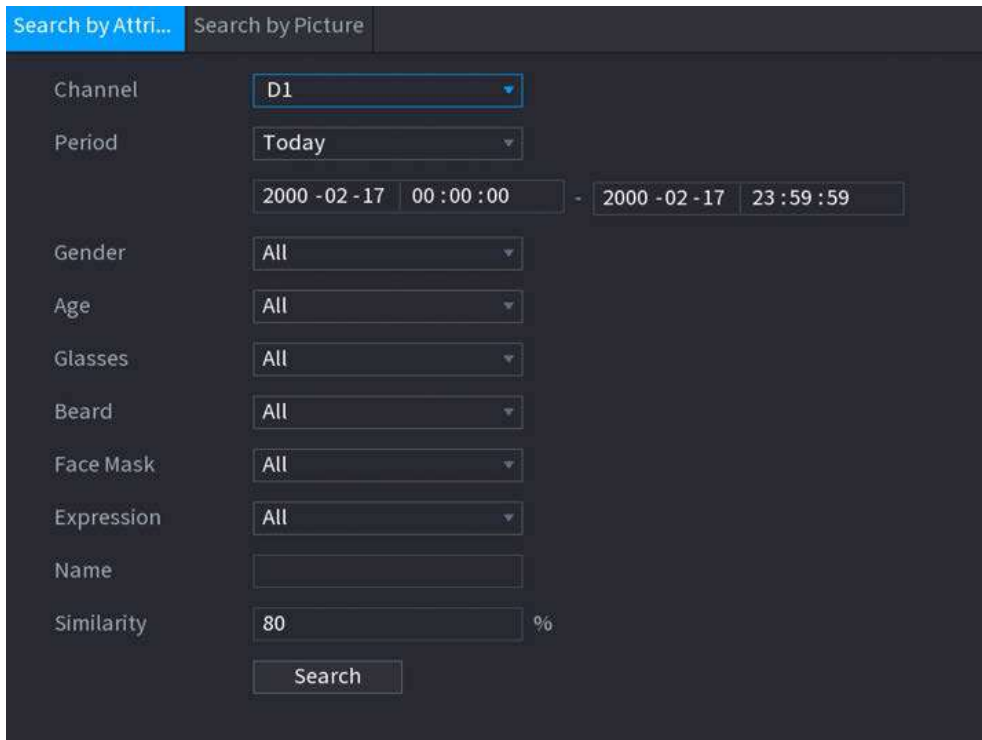 Search by Attri... Search by Picture
Channel D1
Period Today
2000 -02 -17 00 : 00 : 00 - 2000 -02 -17 23 : 59 : 59
Gender All
Age All
Glasses All
Beard All
Face Mask All
Expression All
Name
Similarity 80 %
Search